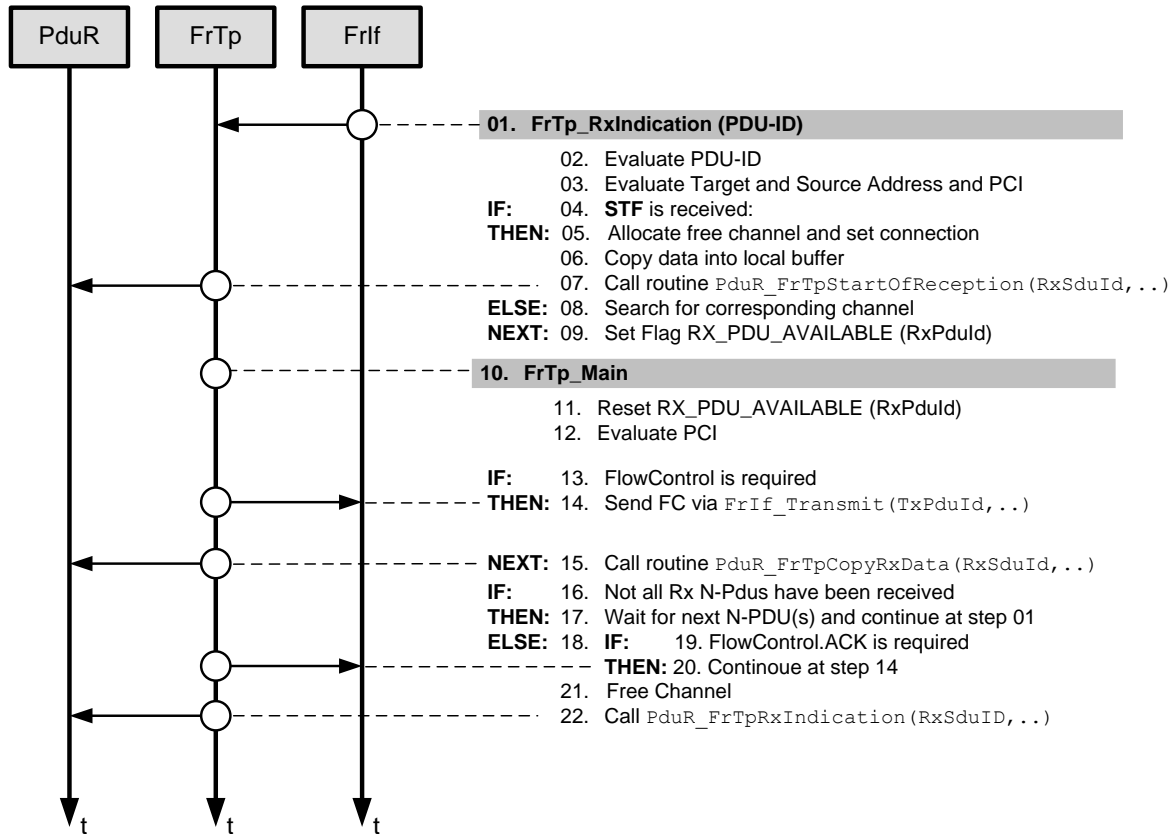 PduR
FrTp
FrIf
01. FrTp_RxIndication (PDU-ID)
02. Evaluate PDU-ID
03. Evaluate Target and Source Address and PCI
IF: 04. STF is received:
THEN: 05. Allocate free channel and set connection
06. Copy data into local buffer
07. Call routine PduR_FrTpStartOfReception(RxSduId,..)
ELSE: 08. Search for corresponding channel
NEXT: 09. Set Flag RX_PDU_AVAILABLE (RxPduId)
10. FrTp_Main
11. Reset RX_PDU_AVAILABLE (RxPduId)
12. Evaluate PCI
IF: 13. FlowControl is required
THEN: 14. Send FC via FrIf_Transmit(TxPduId,..)
NEXT: 15. Call routine PduR_FrTpCopyRxData(RxSduId,..)
IF: 16. Not all Rx N-Pdus have been received
THEN: 17. Wait for next N-PDU(s) and continue at step 01
ELSE: 18. IF: 19. FlowControl.ACK is required
THEN: 20. Continoue at step 14
21. Free Channel
22. Call PduR_FrTpRxIndication(RxSduID,..)
t
t
t